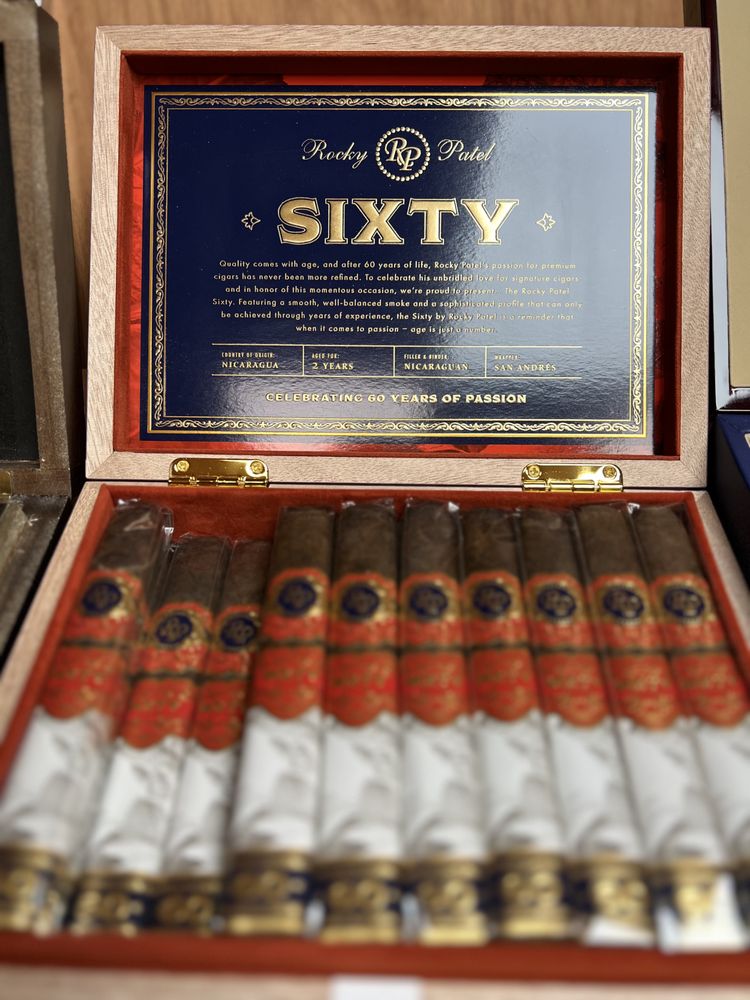 Rocky RP Patel
SIXTY
Quality comes with age, and after 60 years of life, Rocky Patel's passion for premium
cigars has never been more refined. To celebrate his unbridled love for signature cigars
and in honor of this momentous occasion, we're proud to present— The Rocky Patel
Sixty. Featuring a smooth, well-balanced smoke and a sophisticated profile that can only
be achieved through years of experience, the Sixty by Rocky Patel is a reminder that
when it comes to passion – age is just a number.
COUNTRY OF ORIGIN: AGED FOR: FILLER & BINDER: WRAPPER:
NICARAGUA 2 YEARS NICARAGUAN SAN ANDRÉS
CELEBRATING 60 YEARS OF PASSION